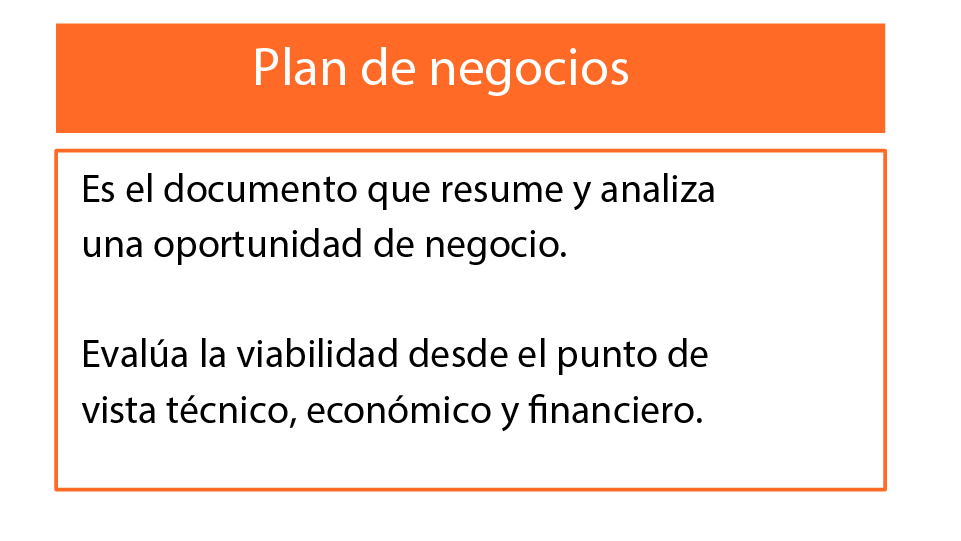 Plan de negocios
Es el documento que resume y analiza
una oportunidad de negocio.
Evalúa la viabilidad desde el punto de
vista técnico, económico y financiero.